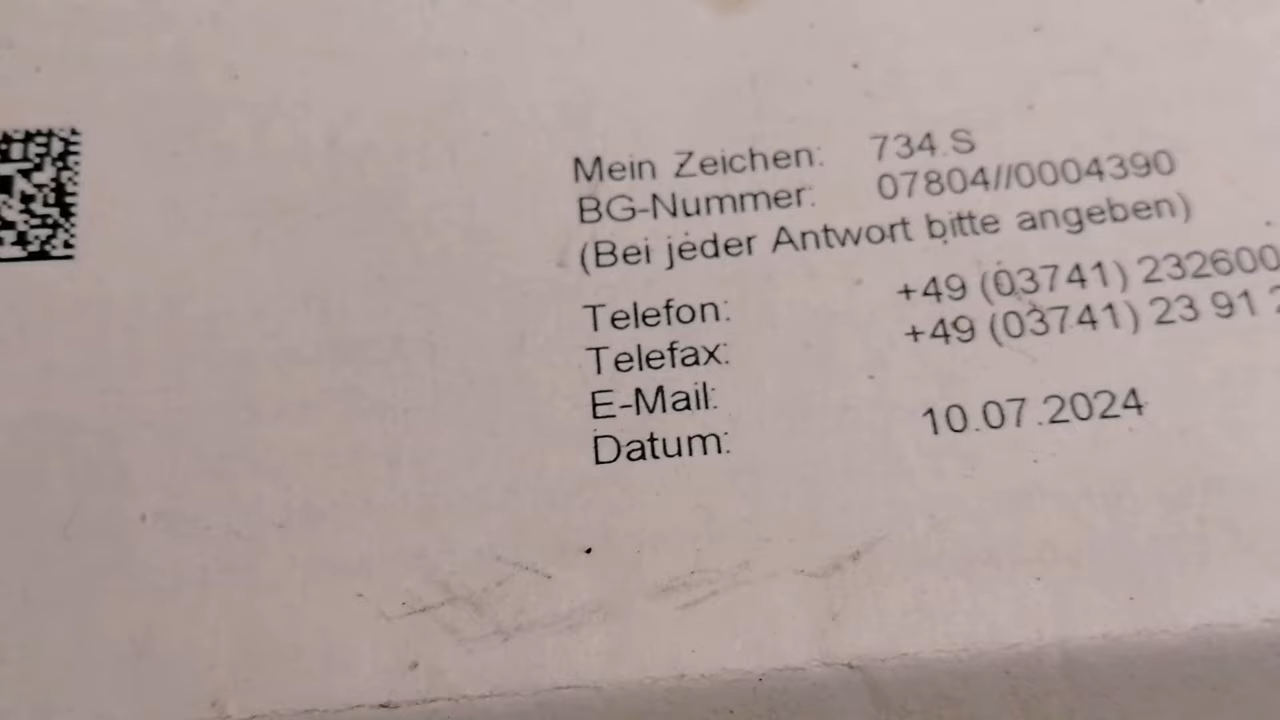 Mein Zeichen: 734.S
BG-Nummer: 07804//0004390
(Bei jeder Antwort bitte angeben)
Telefon: +49 (03741) 232600
Telefax: +49 (03741) 23 91 2
E-Mail:
Datum: 10.07.2024